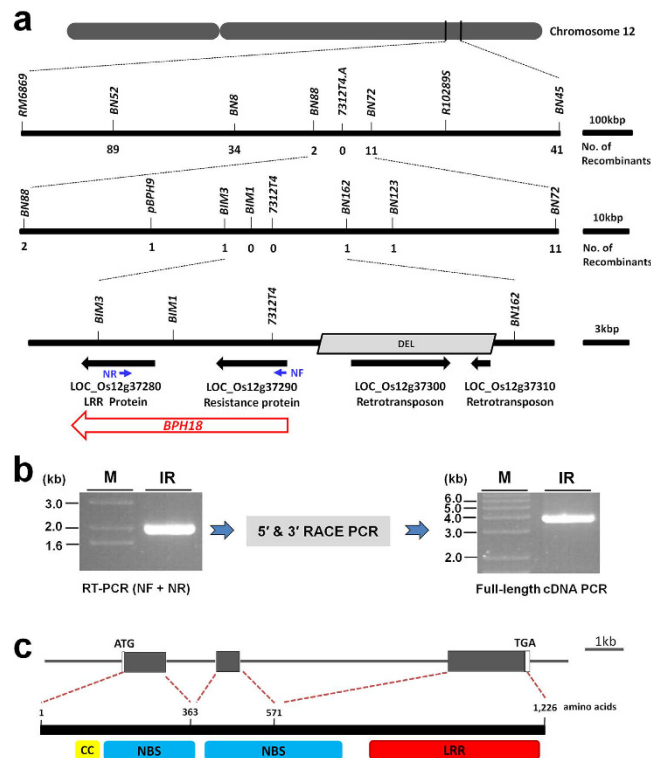 a
Chromosome 12
RM6869
BN52
BN8
BN88
7312T4.A
BN72
R10289S
BN45
100kbp
89
34
2
0
11
41
No. of
Recombinants
BN88
pBPH9
BIM3
BIM1
7312T4
BN162
BN123
BN72
10kbp
2
1
1
0
0
1
1
11
No. of
Recombinants
BIM3
BIM1
7312T4
BN162
DEL
3kbp
NR
NF
LOC_Os12g37280
LRR Protein
LOC_Os12g37290
Resistance protein
LOC_Os12g37300
Retrotransposon
LOC_Os12g37310
Retrotransposon
BPH18
b
(kb)
M
IR
3.0
2.0
1.6
RT-PCR (NF + NR)
5′ & 3′ RACE PCR
(kb)
M
IR
6.0
5.0
4.0
3.0
2.0
Full-length cDNA PCR
c
ATG
TGA
1kb
1
363
571
1,226
amino acids
CC
NBS
NBS
LRR